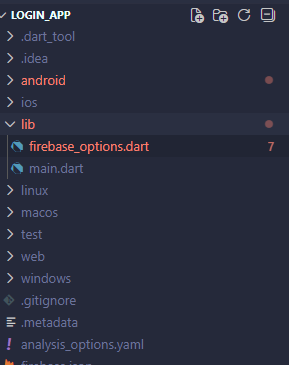 LOGIN_APP
.dart_tool
.idea
android
ios
lib
firebase_options.dart 7
main.dart
linux
macos
test
web
windows
.gitignore
.metadata
analysis_options.yaml